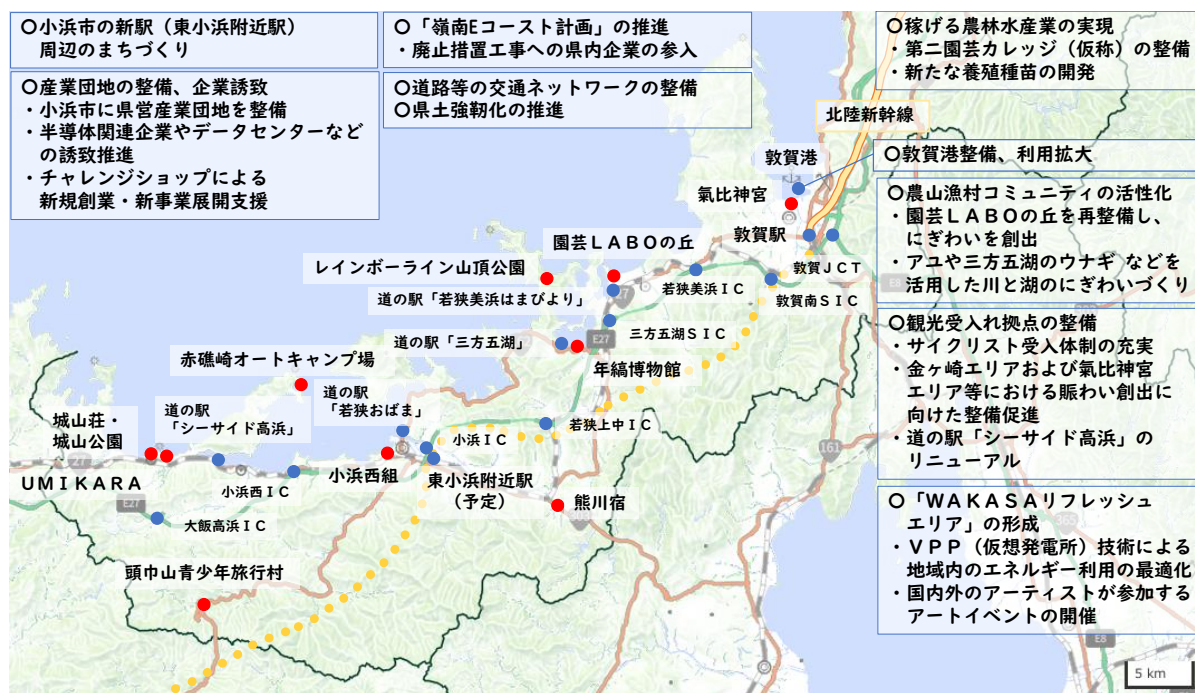 〇小浜市の新駅(東小浜附近駅)
周辺のまちづくり
〇産業団地の整備、企業誘致
・小浜市に県営産業団地を整備
・半導体関連企業やデータセンターなど
の誘致推進
・チャレンジショップによる
新規創業・新事業展開支援
〇「嶺南Eコースト計画」の推進
・廃止措置工事への県内企業の参入
〇道路等の交通ネットワークの整備
〇県土強靭化の推進
〇稼げる農林水産業の実現
・第二園芸カレッジ(仮称)の整備
・新たな養殖種苗の開発
〇敦賀港整備、利用拡大
〇農山漁村コミュニティの活性化
・園芸LABOの丘を再整備し、
にぎわいを創出
・アユや三方五湖のウナギ などを
活用した川と湖のにぎわいづくり
〇観光受入れ拠点の整備
・サイクリスト受入体制の充実
・金ヶ崎エリアおよび氣比神宮
エリア等における賑わい創出に
向けた整備促進
・道の駅「シーサイド高浜」の
リニューアル
〇「WAKASAリフレッシュ
エリア」の形成
・VPP(仮想発電所)技術による
地域内のエネルギー利用の最適化
・国内外のアーティストが参加する
アートイベントの開催
北陸新幹線
敦賀港
氣比神宮
敦賀駅
敦賀JCT
園芸LABOの丘
レインボーライン山頂公園
若狭美浜IC
敦賀南SIC
道の駅「若狭美浜はまびより」
27
三方五湖SIC
道の駅「三方五湖」
E27
年縞博物館
赤礁崎オートキャンプ場
道の駅
「若狭おばま」
道の駅
「シーサイド高浜」
城山荘・
城山公園
若狭上中IC
小浜IC
小浜西組
東小浜附近駅
(予定)
熊川宿
303
UMIKARA
27
小浜西IC
E27
大飯高浜IC
頭巾山青少年旅行村
161
E8
365
E8
5 km